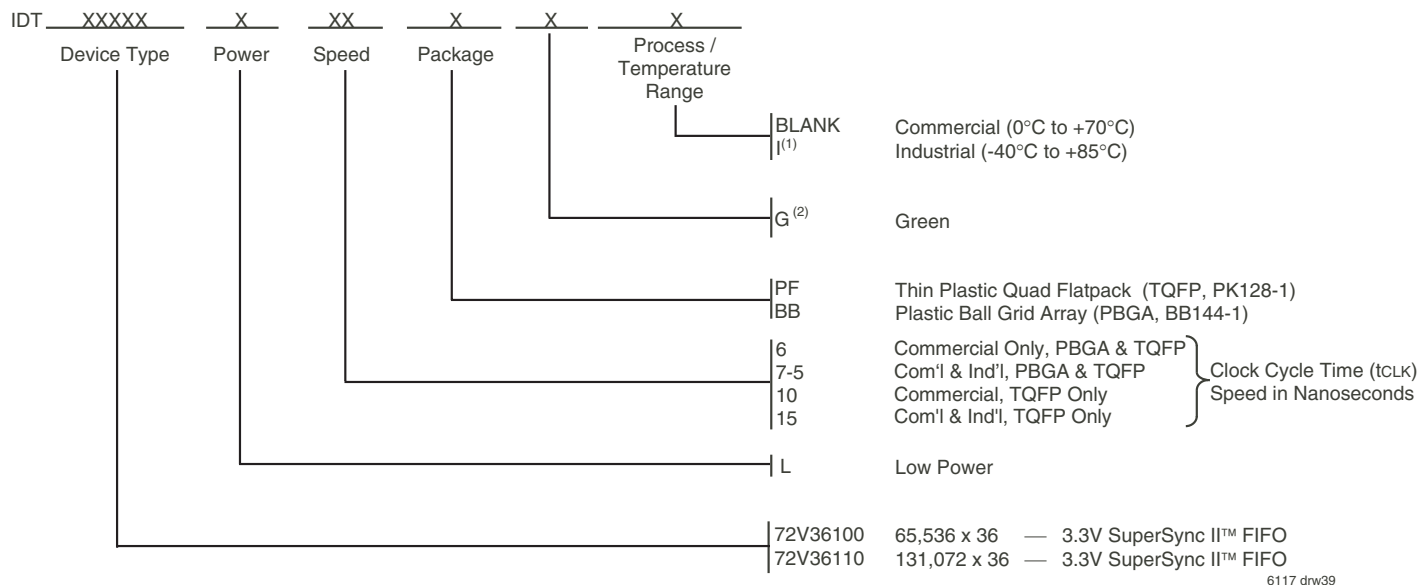 IDT XXXXX X XX X X X
Device Type Power Speed Package Process /
Temperature
Range
BLANK Commercial (0°C to +70°C)
I(1) Industrial (-40°C to +85°C)
G (2) Green
PF Thin Plastic Quad Flatpack (TQFP, PK128-1)
BB Plastic Ball Grid Array (PBGA, BB144-1)
6 Commercial Only, PBGA & TQFP
7-5 Com‘l & Ind’l, PBGA & TQFP
10 Commercial, TQFP Only
15 Com'l & Ind'l, TQFP Only
Clock Cycle Time (tCLK)
Speed in Nanoseconds
L Low Power
72V36100 65,536 x 36 — 3.3V SuperSync II™ FIFO
72V36110 131,072 x 36 — 3.3V SuperSync II™ FIFO
6117 drw39